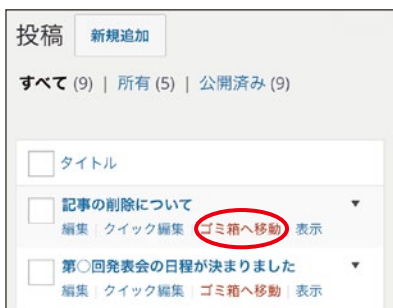 投稿 新規追加
すべて (9) | 所有 (5) | 公開済み (9)
タイトル
記事の削除について
編集 | クイック編集 | ゴミ箱へ移動 | 表示
第○回発表会の日程が決まりました
編集 | クイック編集 | ゴミ箱へ移動 | 表示